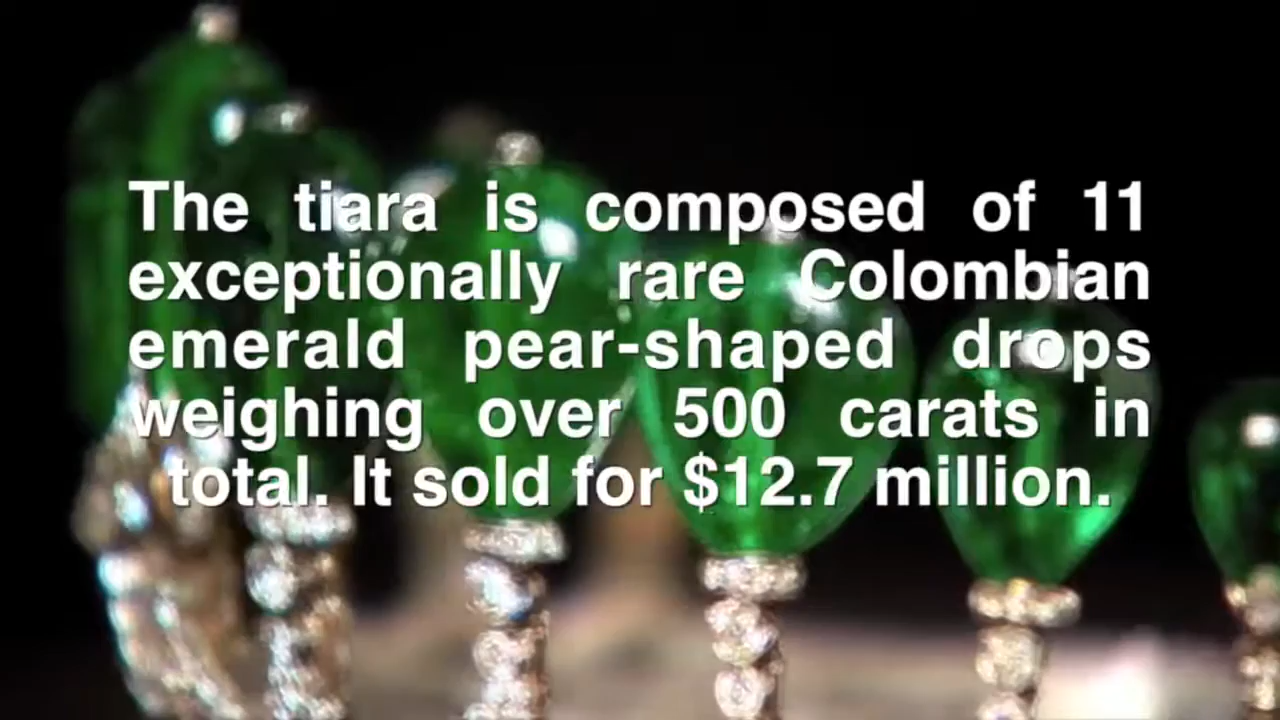 The tiara is composed of 11
exceptionally rare Colombian
emerald pear-shaped drops
weighing over 500 carats in
total. It sold for $12.7 million.